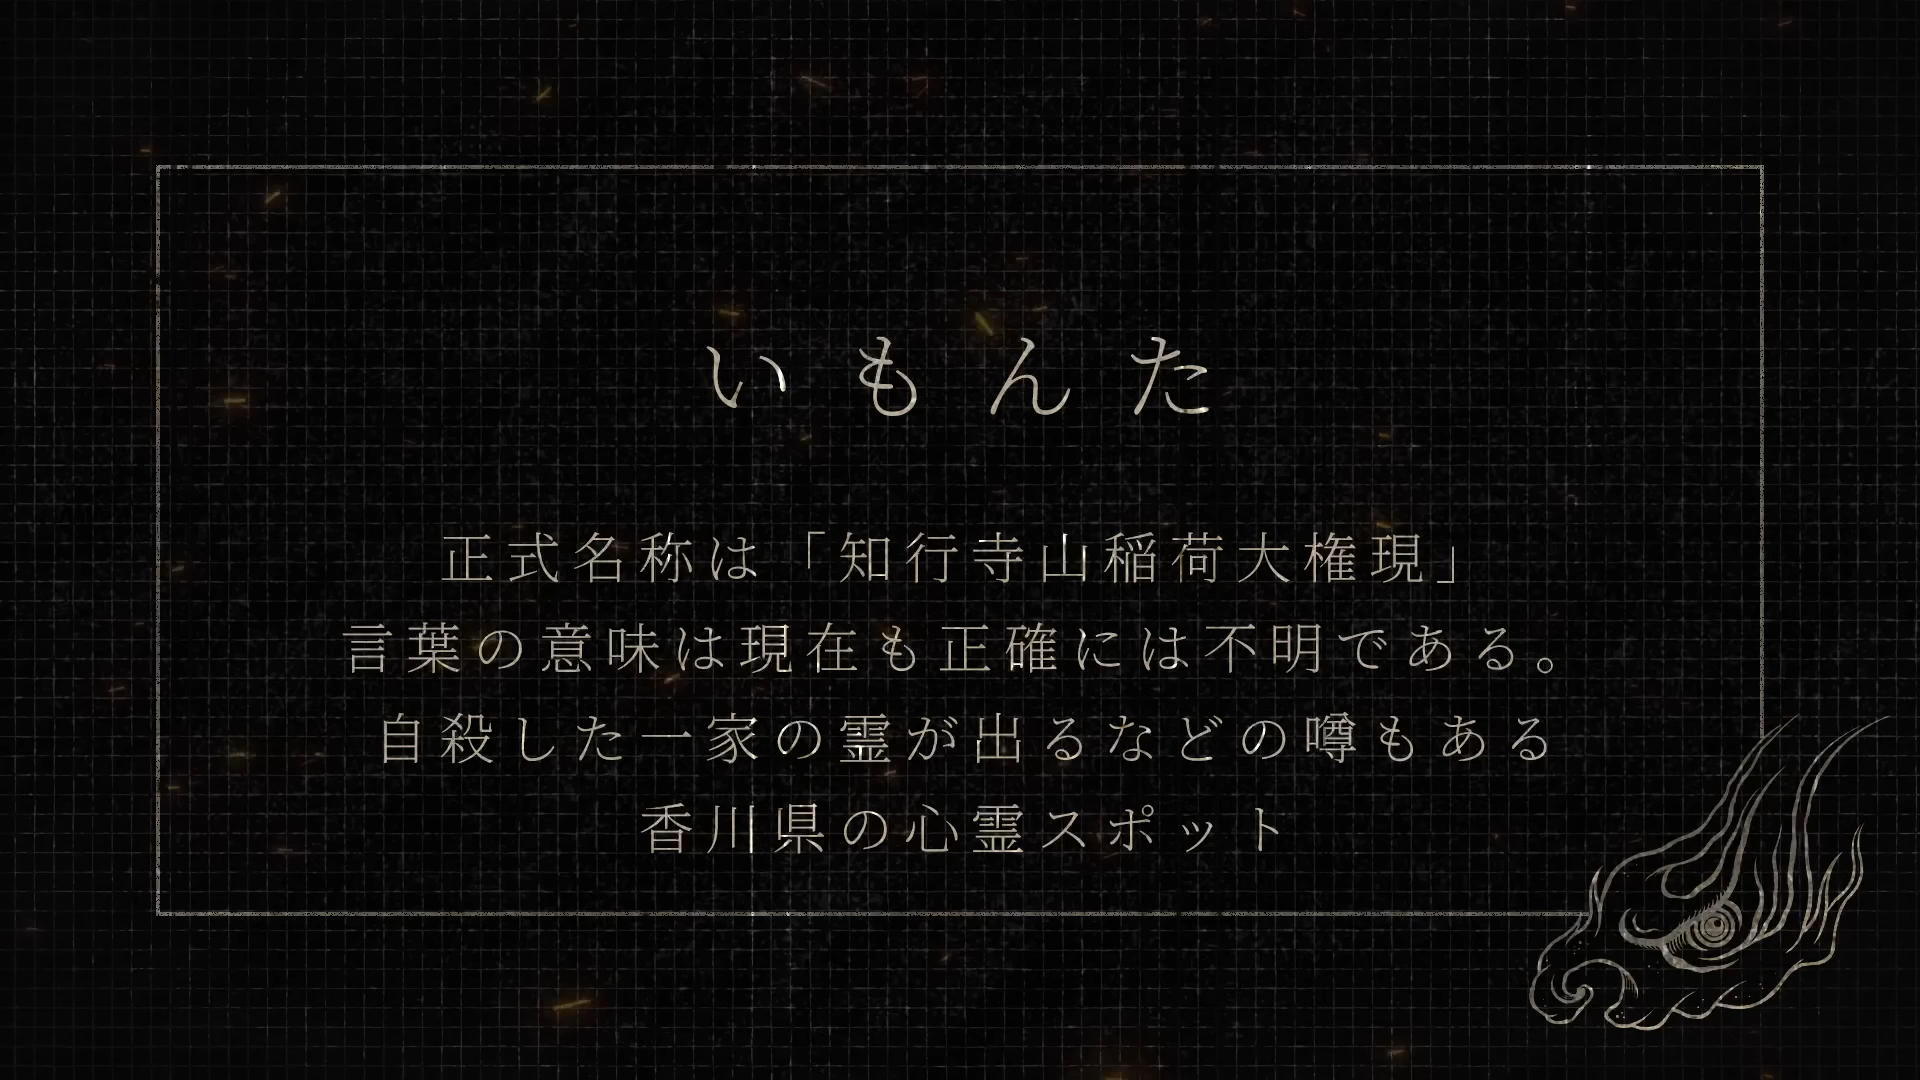 いもんた
正式名称は「知行寺山稲荷大権現」
言葉の意味は現在も正確には不明である。
自殺した一家の霊が出るなどの噂もある
香川県の心霊スポット